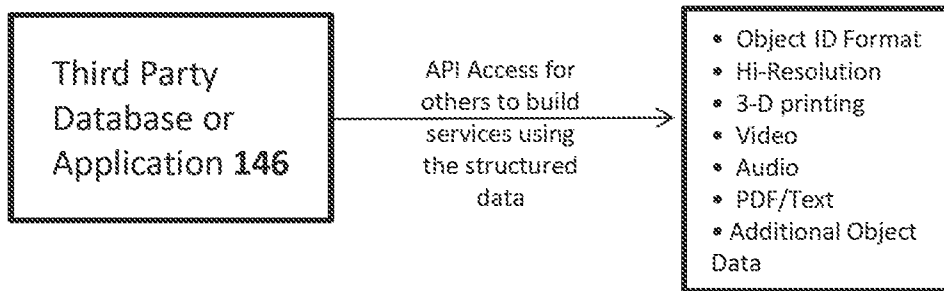 Third Party
Database or
Application 146
API Access for
others to build
services using
the structured
data
• Object ID Format
• Hi-Resolution
• 3-D printing
• Video
• Audio
• PDF/Text
• Additional Object
Data